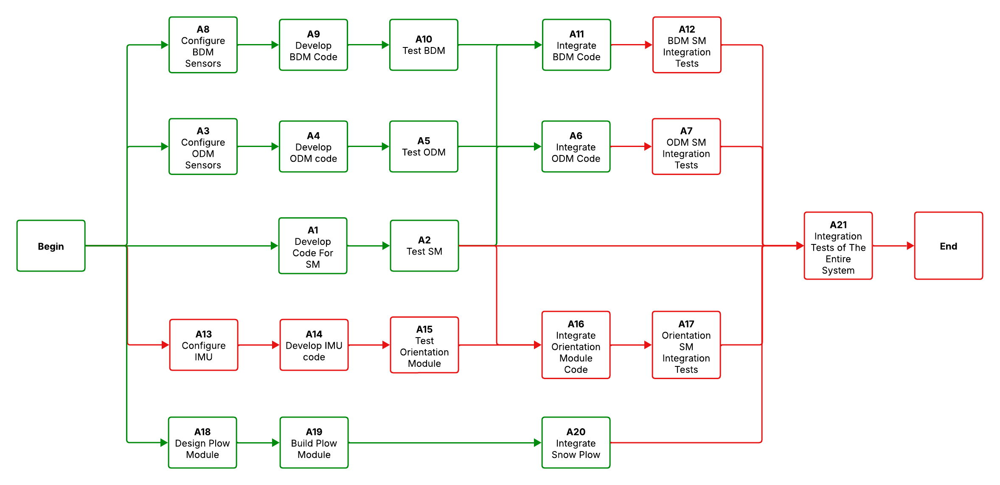 A8
Configure
BDM
Sensors
A9
Develop
BDM Code
A10
Test BDM
A11
Integrate
BDM Code
A12
BDM SM
Integration
Tests
A3
Configure
ODM
Sensors
A4
Develop
ODM code
A5
Test ODM
A6
Integrate
ODM Code
A7
ODM SM
Integration
Tests
Begin
A1
Develop
Code For
SM
A2
Test SM
A21
Integration
Tests of The
Entire
System
End
A13
Configure
IMU
A14
Develop IMU
code
A15
Test
Orientation
Module
A16
Integrate
Orientation
Module
Code
A17
Orientation
SM
Integration
Tests
A18
Design Plow
Module
A19
Build Plow
Module
A20
Integrate
Snow Plow